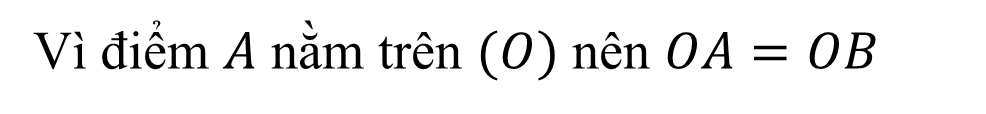 Vì điểm A nằm trên (O) nên OA = OB